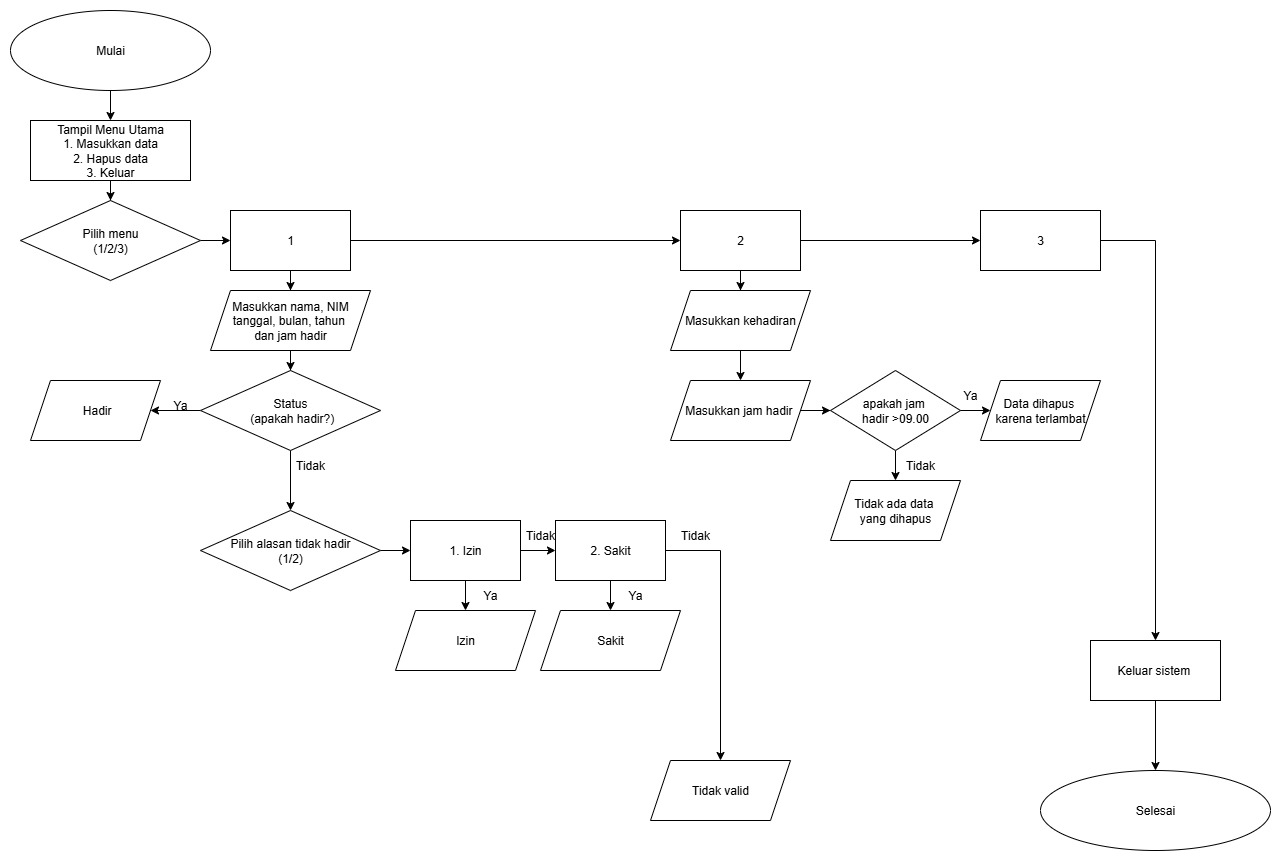 Mulai
Tampil Menu Utama
1. Masukkan data
2. Hapus data
3. Keluar
Pilih menu
(1/2/3)
1
2
3
Masukkan nama, NIM
tanggal, bulan, tahun
dan jam hadir
Masukkan kehadiran
Hadir
Ya
Status
(apakah hadir?)
Masukkan jam hadir
apakah jam
hadir >09.00
Ya
Data dihapus
karena terlambat
Tidak
Tidak
Tidak ada data
yang dihapus
Pilih alasan tidak hadir
(1/2)
1. Izin
Tidak
2. Sakit
Tidak
Ya
Ya
Izin
Sakit
Keluar sistem
Tidak valid
Selesai